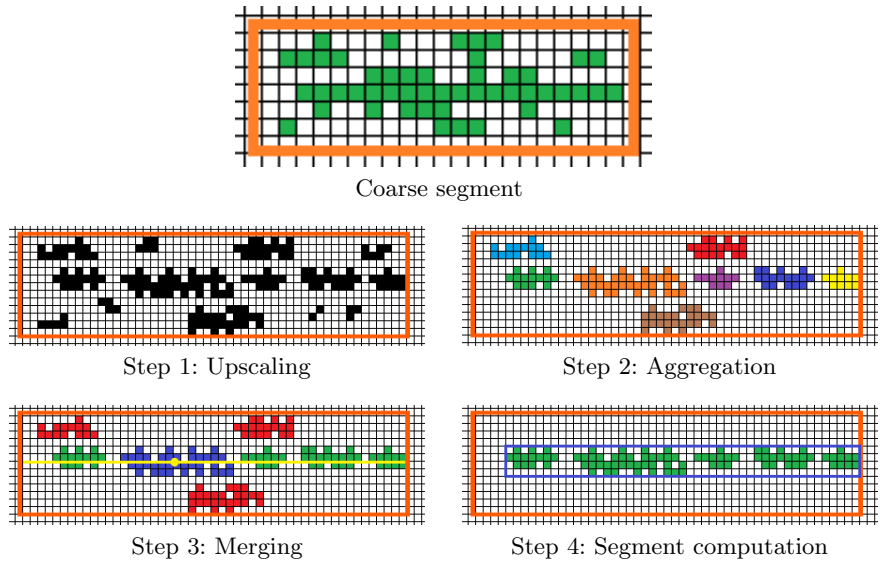 Coarse segment
Step 1: Upscaling
Step 2: Aggregation
Step 3: Merging
Step 4: Segment computation